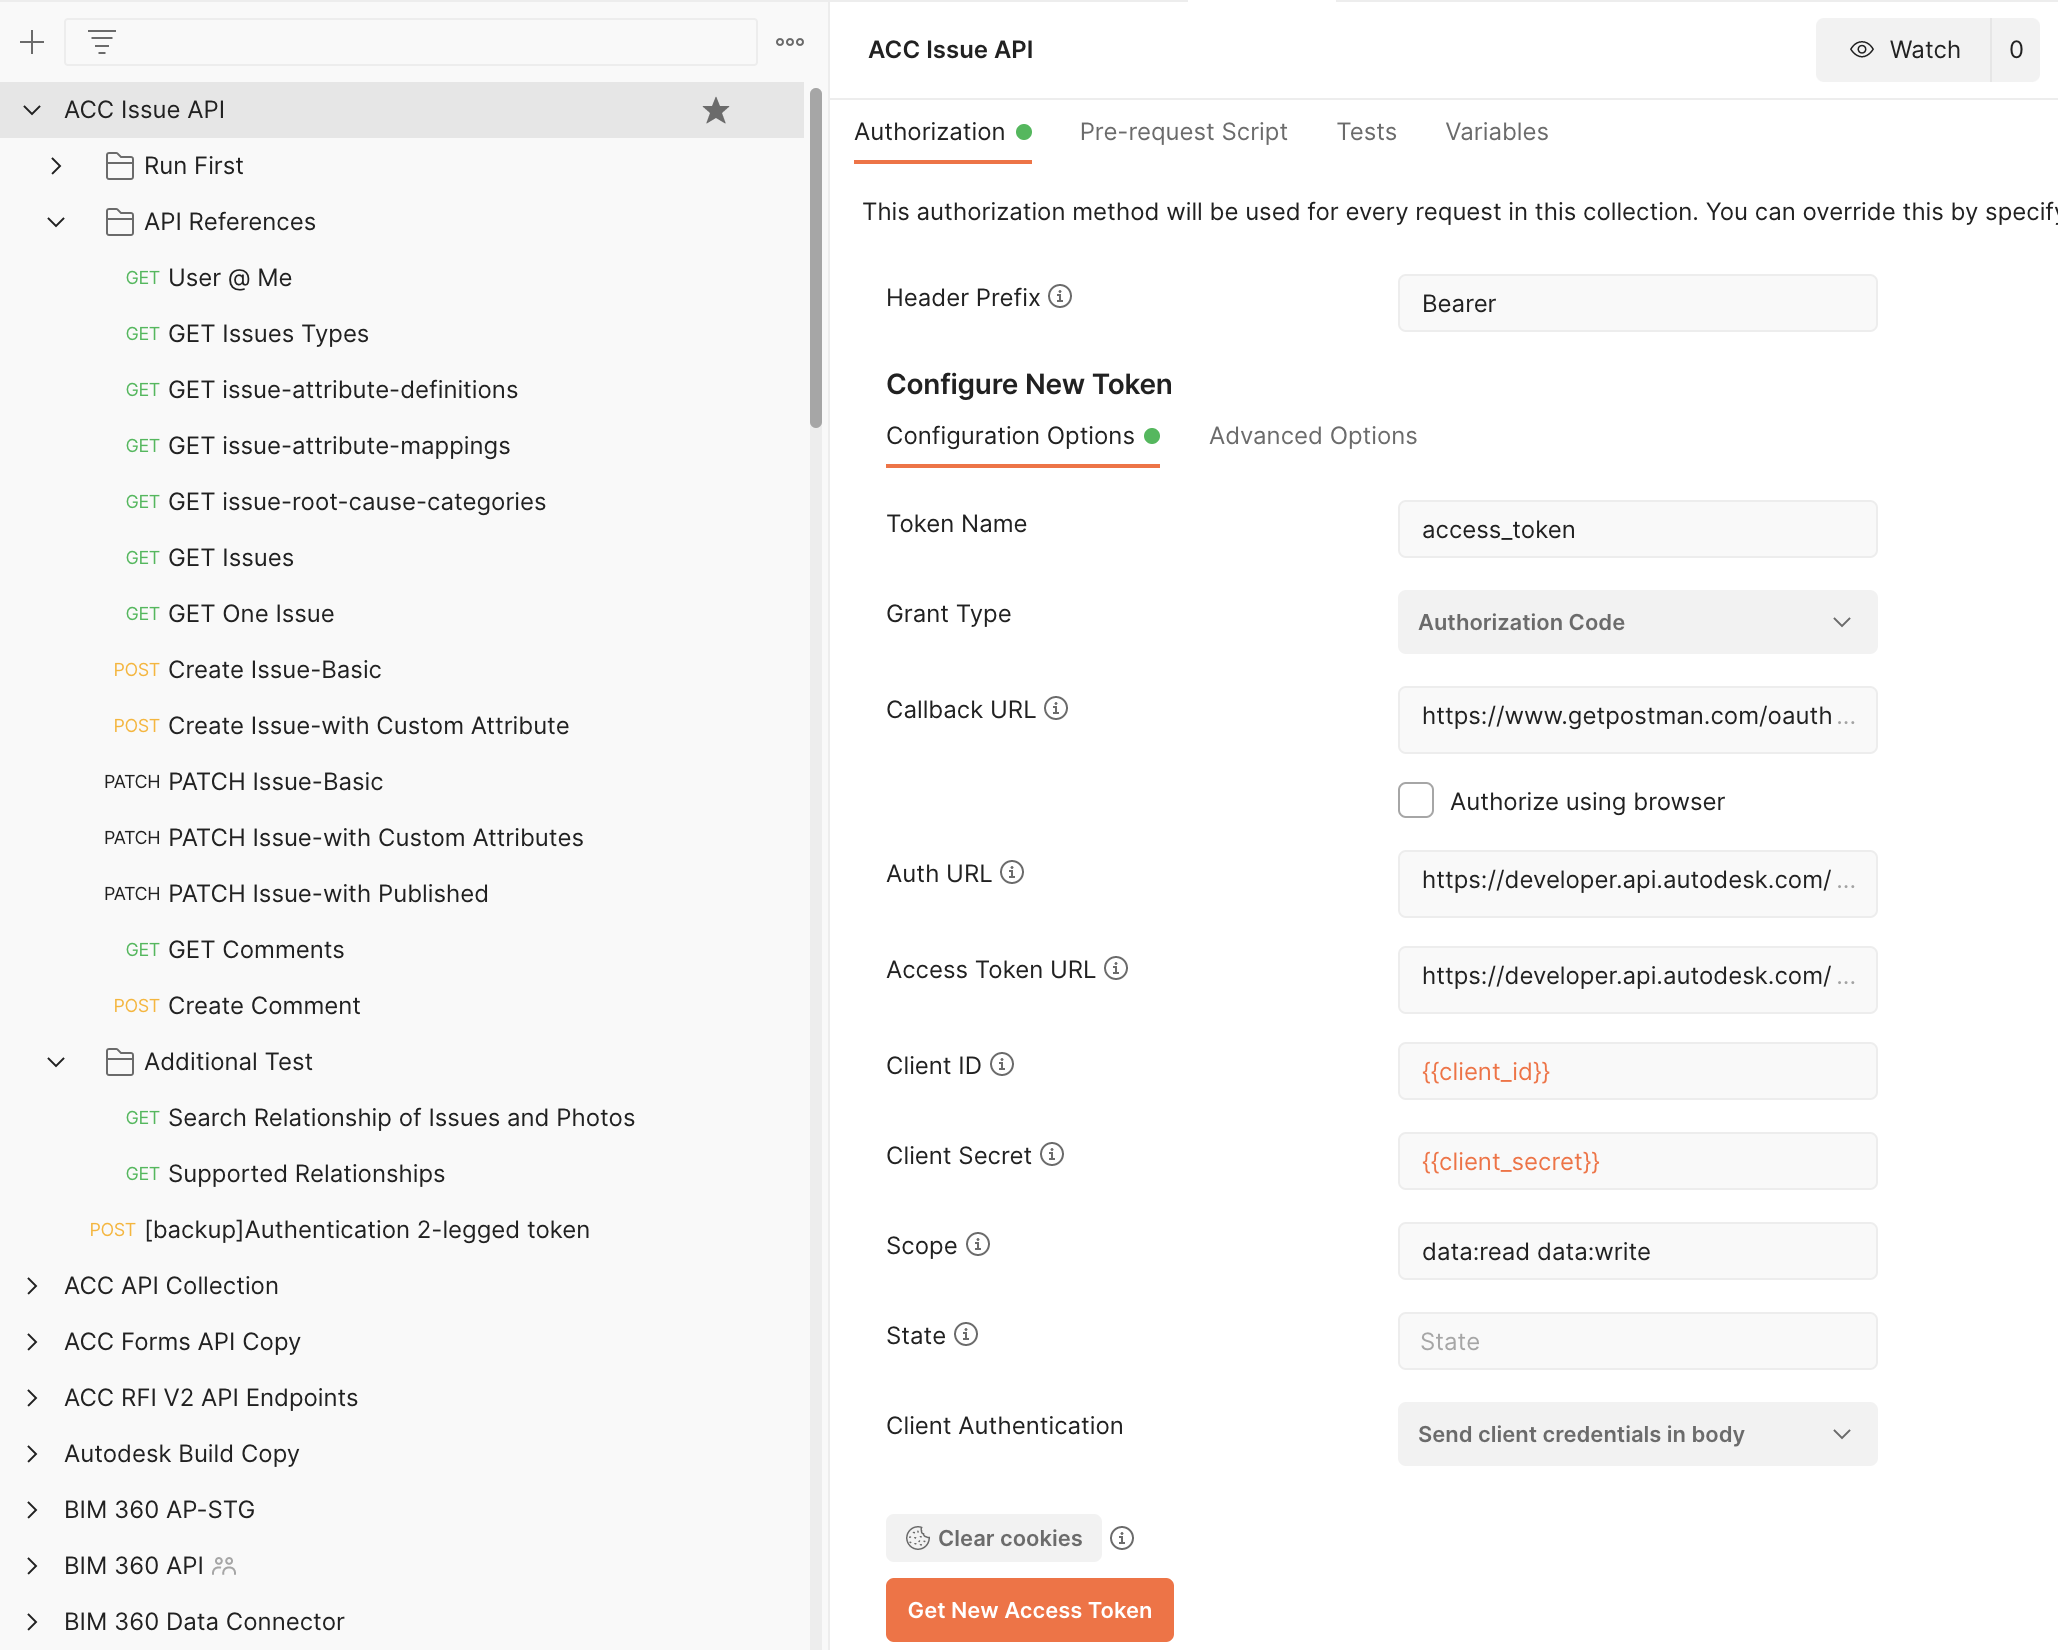 ACC Issue API
Run First
API References
GET User @ Me
GET GET Issues Types
GET GET issue-attribute-definitions
GET GET issue-attribute-mappings
GET GET issue-root-cause-categories
GET GET Issues
GET GET One Issue
POST Create Issue-Basic
POST Create Issue-with Custom Attribute
PATCH PATCH Issue-Basic
PATCH PATCH Issue-with Custom Attributes
PATCH PATCH Issue-with Published
GET GET Comments
POST Create Comment
Additional Test
GET Search Relationship of Issues and Photos
GET Supported Relationships
POST [backup]Authentication 2-legged token
ACC API Collection
ACC Forms API Copy
ACC RFI V2 API Endpoints
Autodesk Build Copy
BIM 360 AP-STG
BIM 360 API
BIM 360 Data Connector
ACC Issue API
Watch 0
Authorization Pre-request Script Tests Variables
This authorization method will be used for every request in this collection. You can override this by specify
Header Prefix Bearer
Configure New Token
Configuration Options Advanced Options
Token Name access_token
Grant Type Authorization Code
Callback URL https://www.getpostman.com/oauth ...
Authorize using browser
Auth URL https://developer.api.autodesk.com/ ...
Access Token URL https://developer.api.autodesk.com/ ...
Client ID {{client_id}}
Client Secret {{client_secret}}
Scope data:read data:write
State State
Client Authentication Send client credentials in body
Clear cookies
Get New Access Token